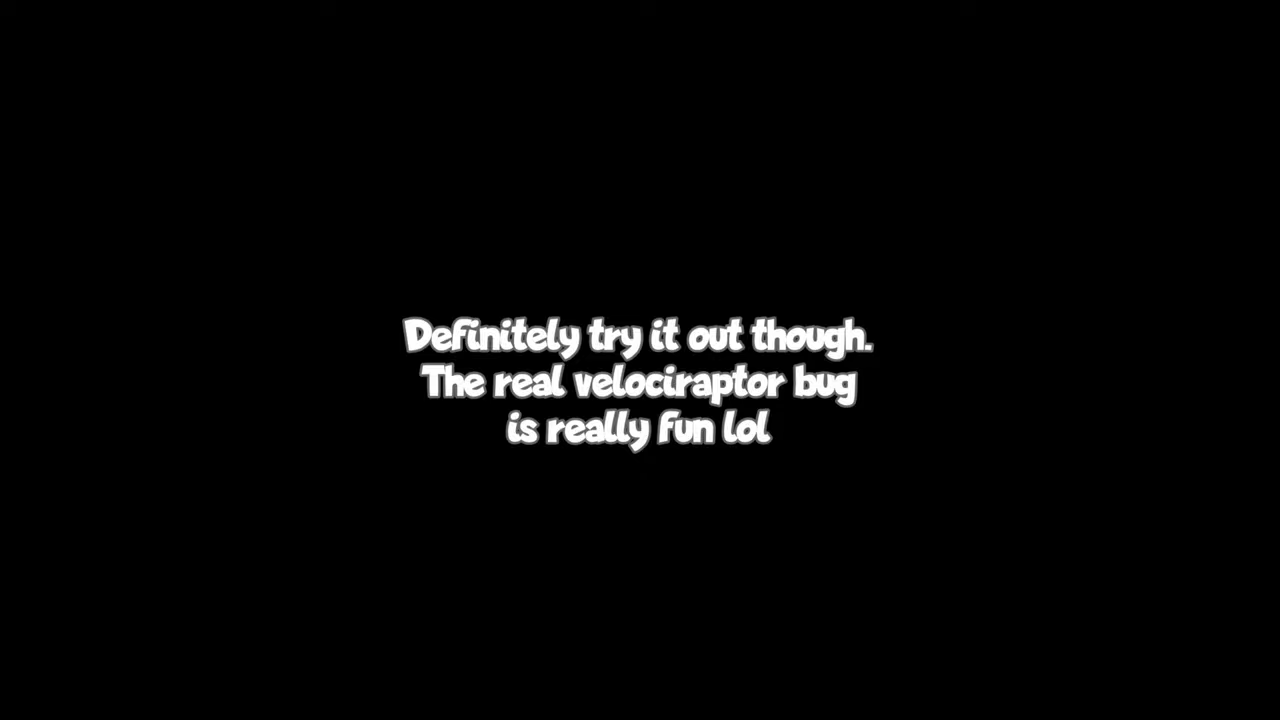 Definitely try it out though.
The real velociraptor bug
is really fun lol